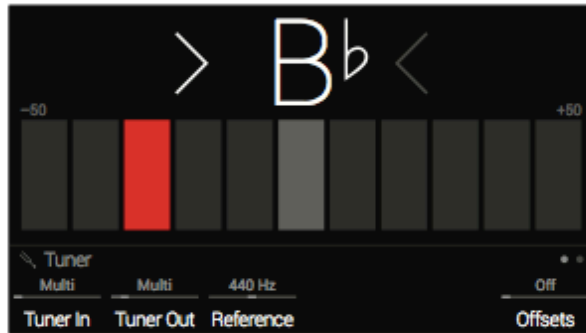 > B♭ <
-50 +50
Tuner
Multi Multi 440 Hz Off
Tuner In Tuner Out Reference Offsets